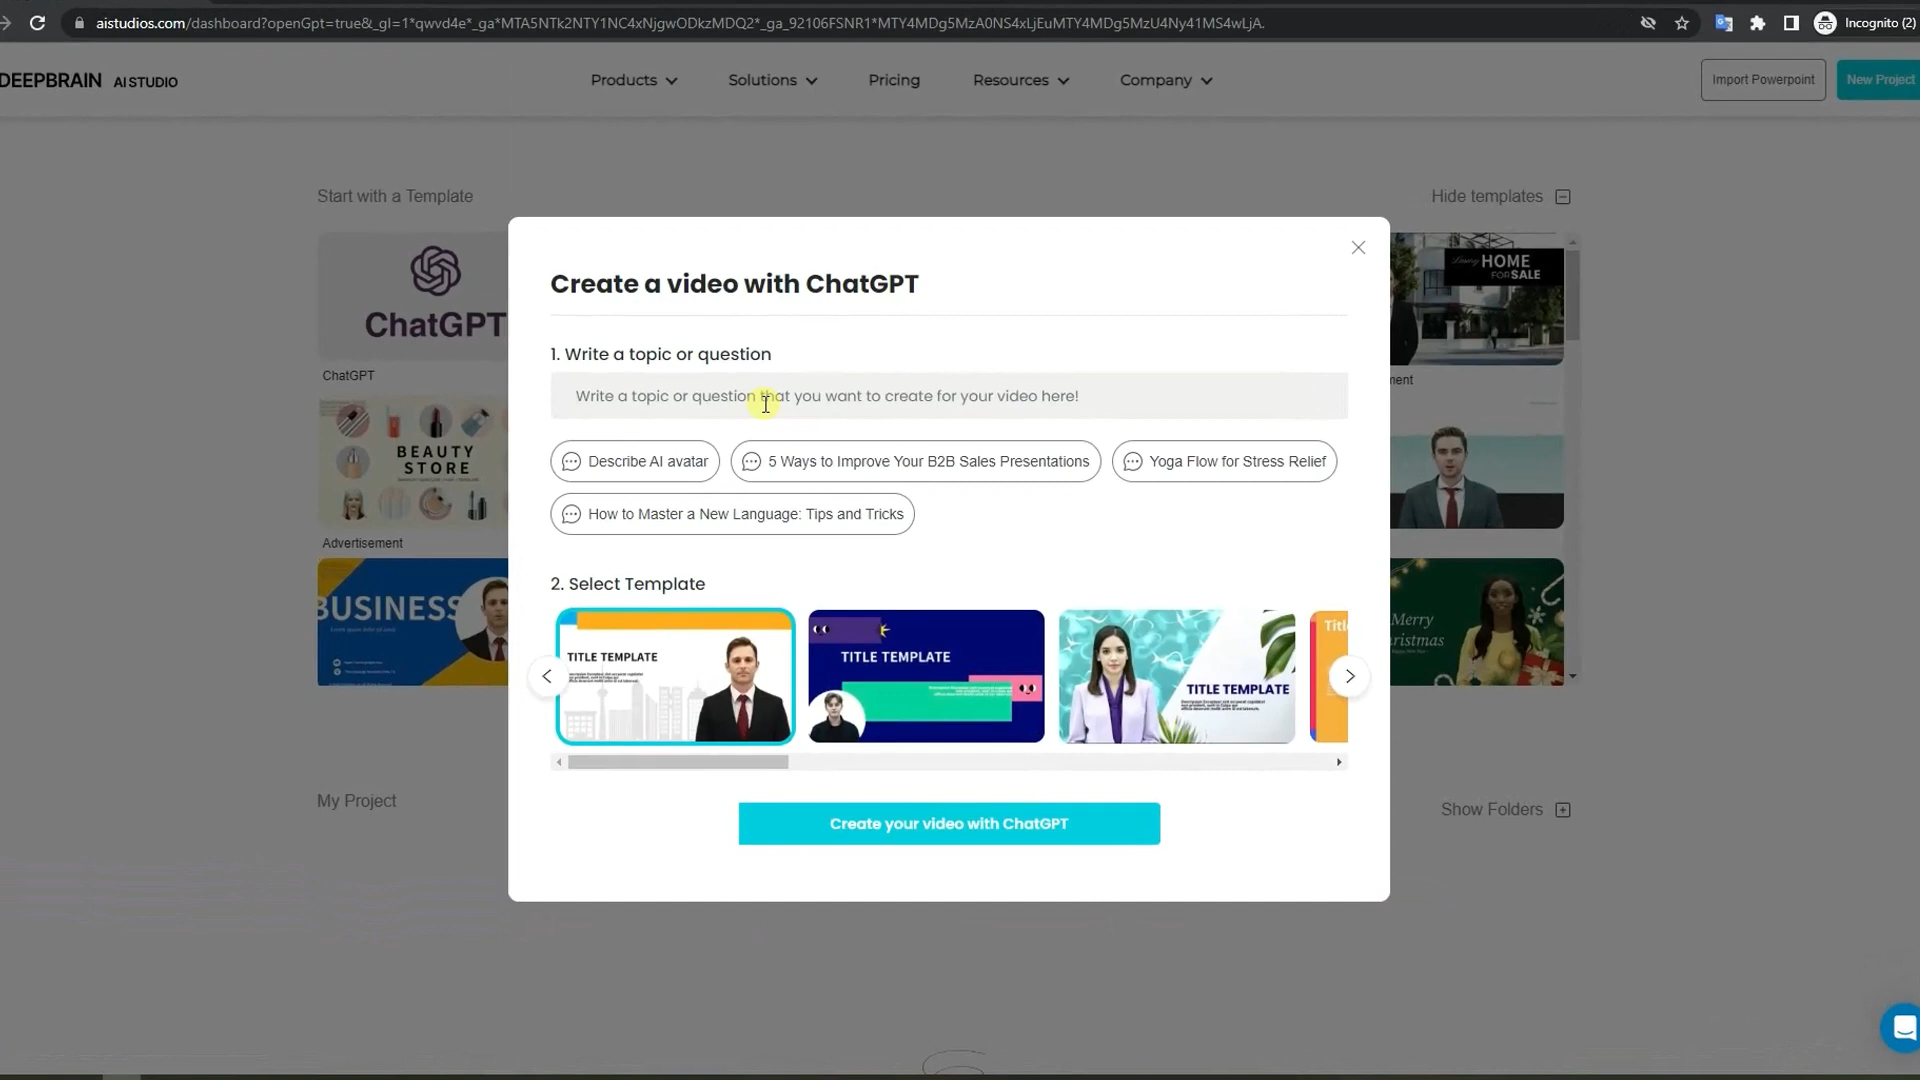 aistudios.com/dashboard?openGpt=true&_gl=1*qwvd4e*_ga*MTA5NTk2NTY1NC4xNjgwODkzMDQ2*_ga_92106FSNR1*MTY4MDg5MzA0NS4xLjEuMTY4MDg5MzU4Ny41MS4wLjA.
Incognito (2)
DEEPBRAIN AI STUDIO
Products
Solutions
Pricing
Resources
Company
Import Powerpoint
New Project
Start with a Template
Hide templates
ChatGPT
ChatGPT
BEAUTY
STORE
Advertisement
BUSINESS
HOME
FOR SALE
Merry
Create a video with ChatGPT
1. Write a topic or question
Write a topic or question that you want to create for your video here!
Describe AI avatar
5 Ways to Improve Your B2B Sales Presentations
Yoga Flow for Stress Relief
How to Master a New Language: Tips and Tricks
2. Select Template
TITLE TEMPLATE
TITLE TEMPLATE
TITLE TEMPLATE
Create your video with ChatGPT
My Project
Show Folders